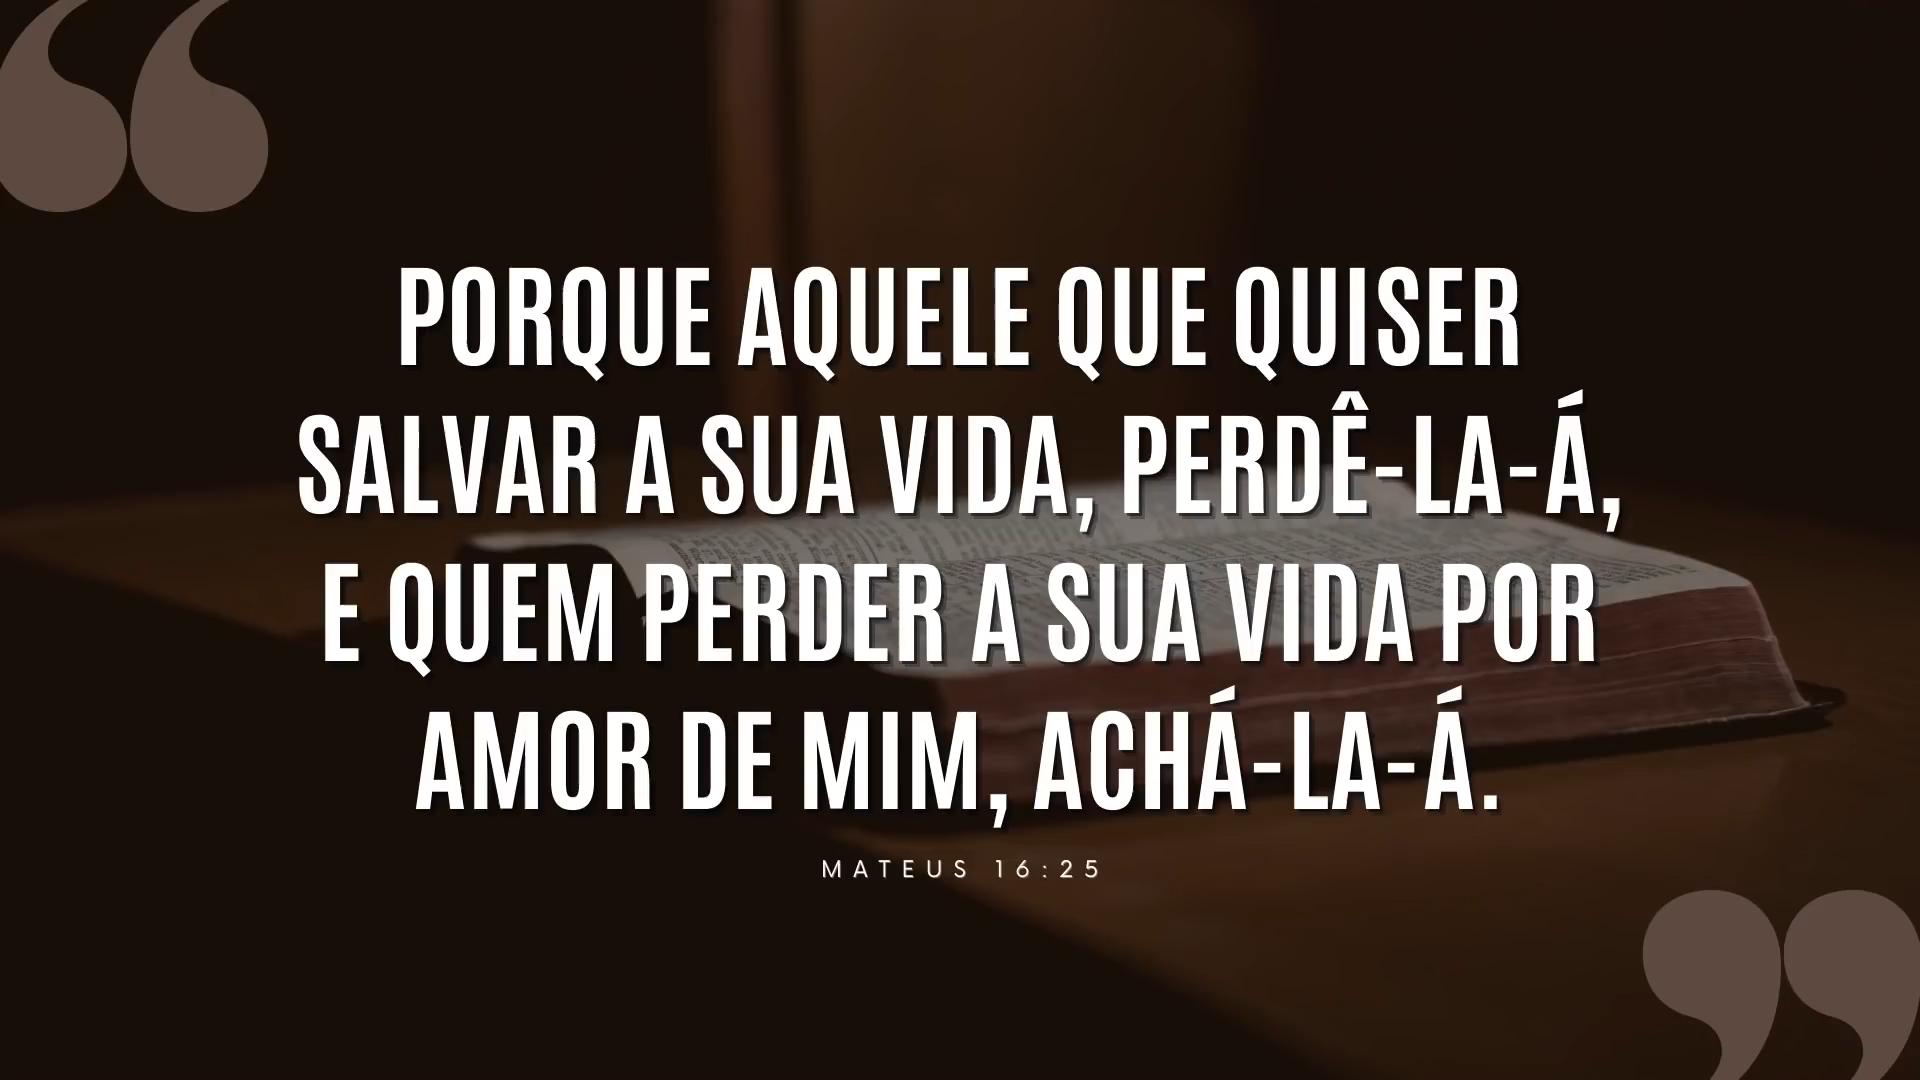 PORQUE AQUELE QUE QUISER
SALVAR A SUA VIDA, PERDÊ-LA-Á,
E QUEM PERDER A SUA VIDA POR
AMOR DE MIM, ACHÁ-LA-Á.
MATEUS 16:25